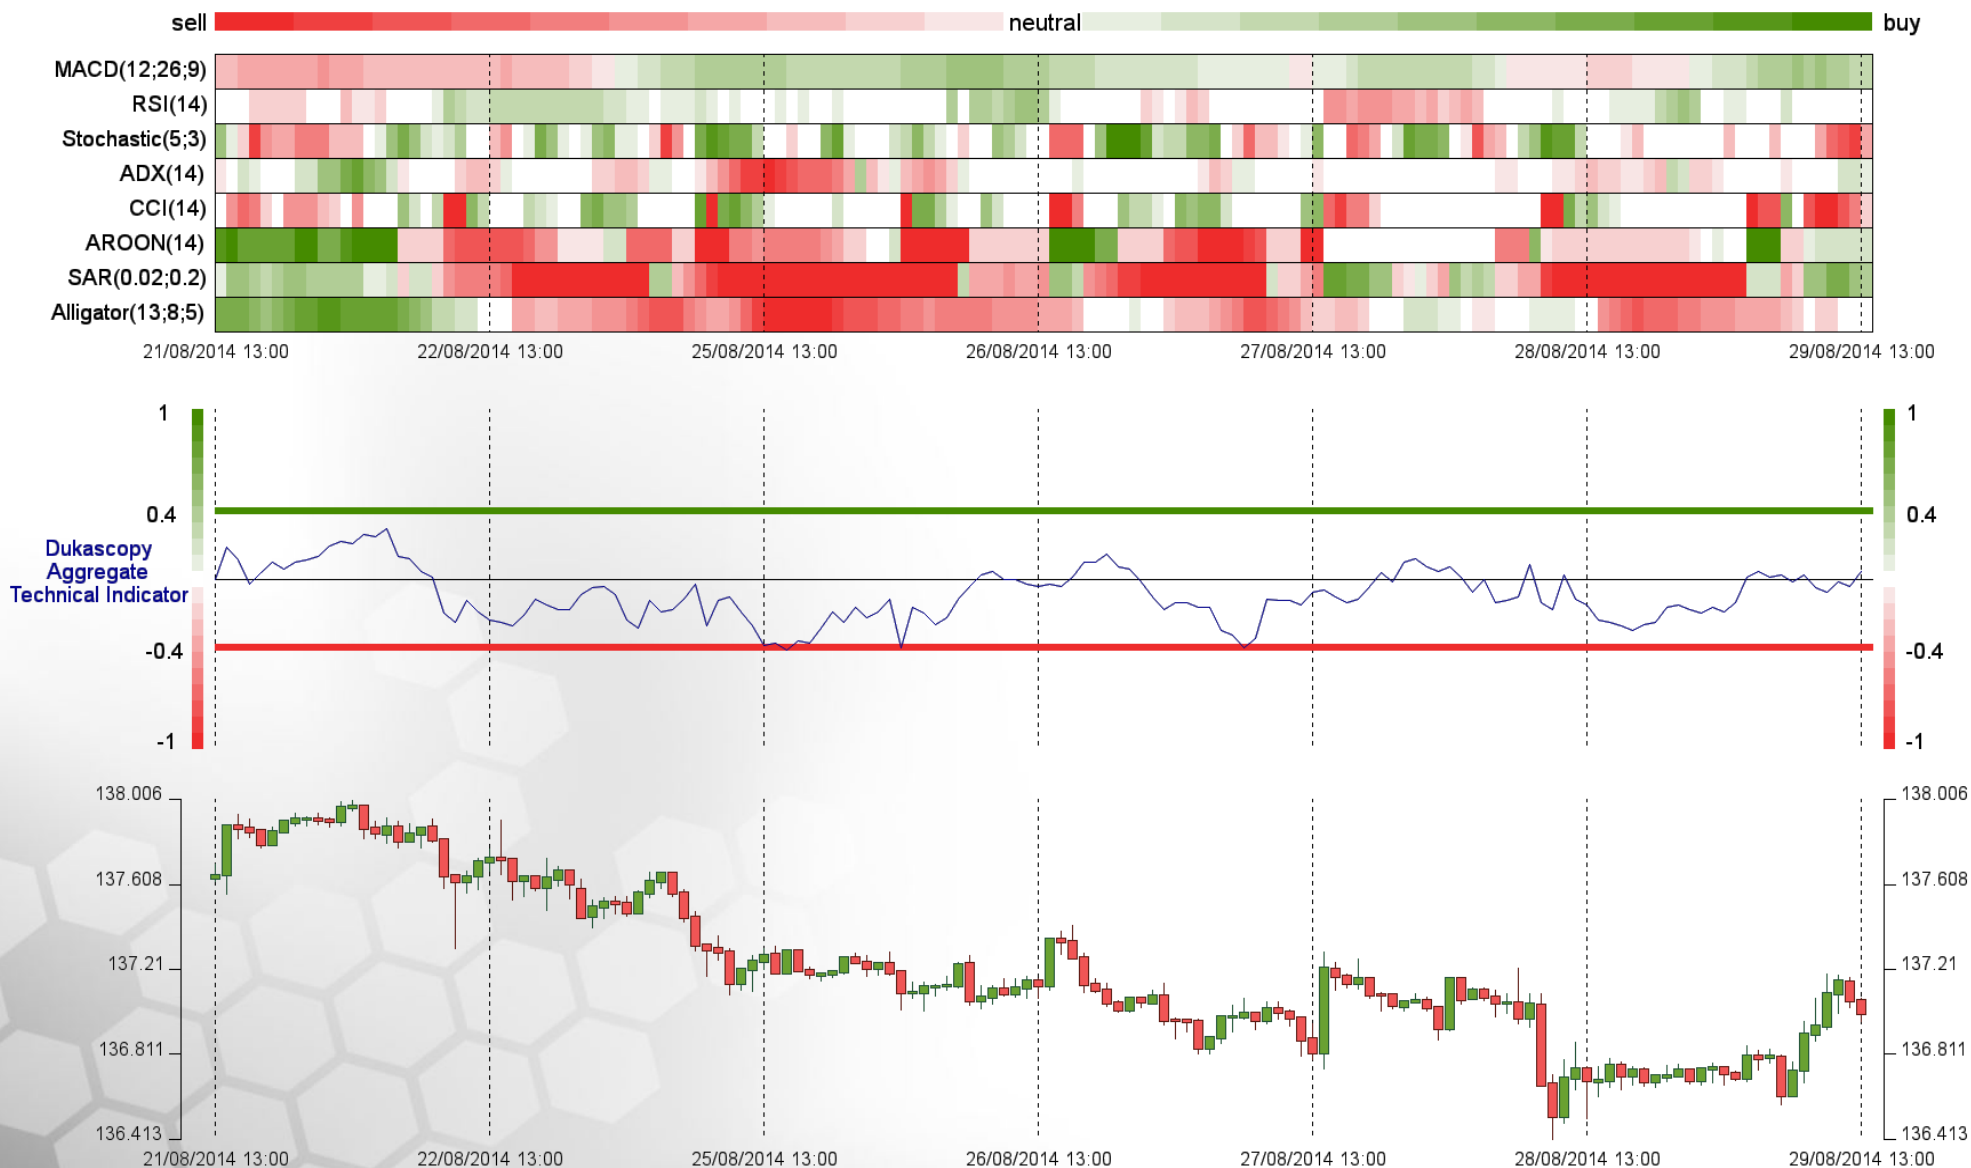 sell neutral buy
MACD(12;26;9)
RSI(14)
Stochastic(5;3)
ADX(14)
CCI(14)
AROON(14)
SAR(0.02;0.2)
Alligator(13;8;5)
21/08/2014 13:00 22/08/2014 13:00 25/08/2014 13:00 26/08/2014 13:00 27/08/2014 13:00 28/08/2014 13:00 29/08/2014 13:00
1 1
0.4 0.4
Dukascopy
Aggregate
Technical Indicator
-0.4 -0.4
-1 -1
138.006 138.006
137.608 137.608
137.21 137.21
136.811 136.811
136.413 136.413
21/08/2014 13:00 22/08/2014 13:00 25/08/2014 13:00 26/08/2014 13:00 27/08/2014 13:00 28/08/2014 13:00 29/08/2014 13:00